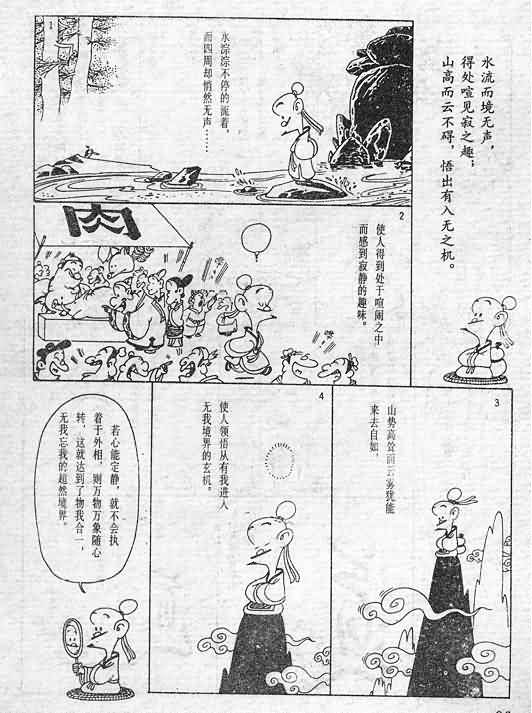 水流而境无声，
得处喧见寂之趣；
山高而云不碍，悟出有入无之机。
1
水淙淙不停的流着，
而四周却悄然无声……
肉
2
使人得到处于喧闹之中
而感到寂静的趣味。
3
山势高耸而云雾犹能
来去自如，
4
使人领悟从有我进入
无我境界的玄机。
若心能定静，就不会执
着于外相，则万物万象随心
转，这就达到了物我合一，
无我忘我的超然境界。